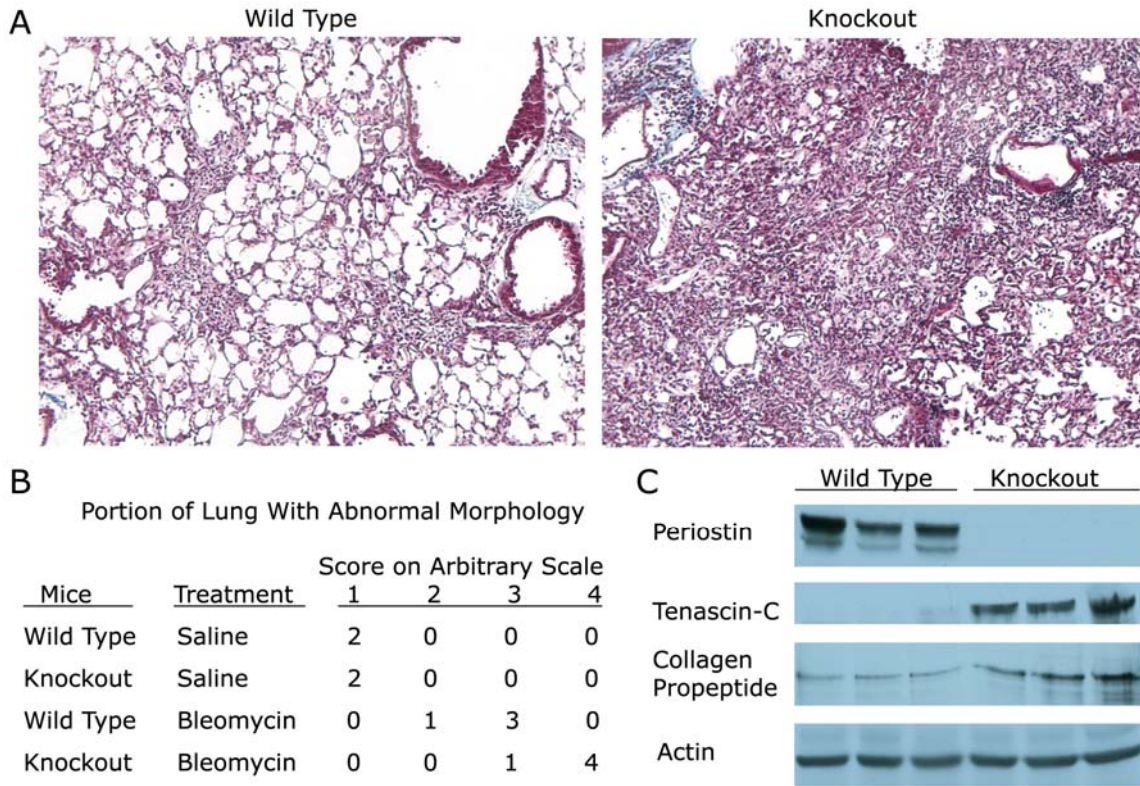 A
Wild Type
Knockout
B
Portion of Lung With Abnormal Morphology
Score on Arbitrary Scale
Mice Treatment 1 2 3 4
Wild Type Saline 2 0 0 0
Knockout Saline 2 0 0 0
Wild Type Bleomycin 0 1 3 0
Knockout Bleomycin 0 0 1 4
C
Wild Type Knockout
Periostin
Tenascin-C
Collagen
Propeptide
Actin